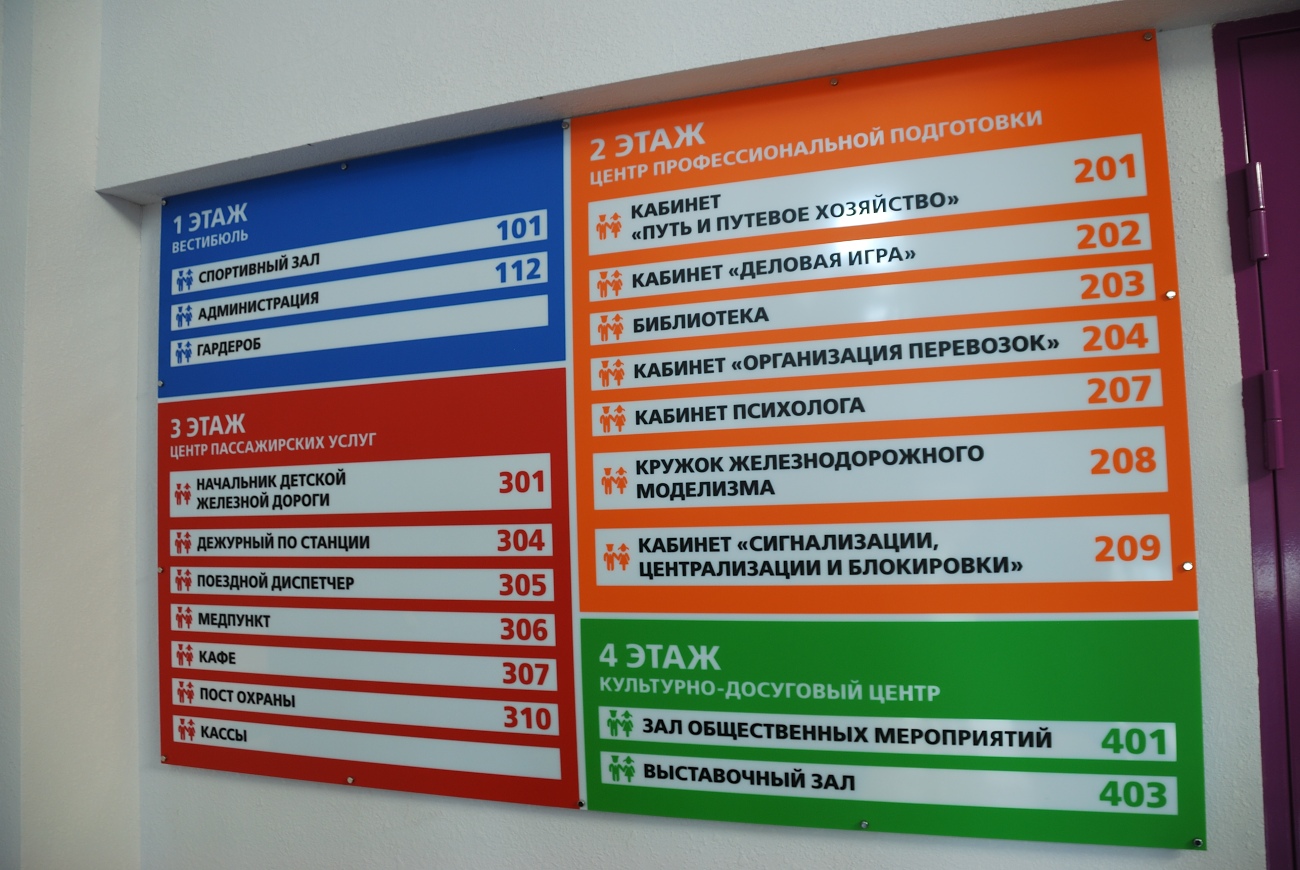 1 ЭТАЖ
ВЕСТИБЮЛЬ
СПОРТИВНЫЙ ЗАЛ 101
АДМИНИСТРАЦИЯ 112
ГАРДЕРОБ
2 ЭТАЖ
ЦЕНТР ПРОФЕССИОНАЛЬНОЙ ПОДГОТОВКИ
КАБИНЕТ
«ПУТЬ И ПУТЕВОЕ ХОЗЯЙСТВО» 201
КАБИНЕТ «ДЕЛОВАЯ ИГРА» 202
БИБЛИОТЕКА 203
КАБИНЕТ «ОРГАНИЗАЦИЯ ПЕРЕВОЗОК» 204
КАБИНЕТ ПСИХОЛОГА 207
КРУЖОК ЖЕЛЕЗНОДОРОЖНОГО
МОДЕЛИЗМА 208
КАБИНЕТ «СИГНАЛИЗАЦИИ,
ЦЕНТРАЛИЗАЦИИ И БЛОКИРОВКИ» 209
3 ЭТАЖ
ЦЕНТР ПАССАЖИРСКИХ УСЛУГ
НАЧАЛЬНИК ДЕТСКОЙ
ЖЕЛЕЗНОЙ ДОРОГИ 301
ДЕЖУРНЫЙ ПО СТАНЦИИ 304
ПОЕЗДНОЙ ДИСПЕТЧЕР 305
МЕДПУНКТ 306
КАФЕ 307
ПОСТ ОХРАНЫ 310
КАССЫ
4 ЭТАЖ
КУЛЬТУРНО-ДОСУГОВЫЙ ЦЕНТР
ЗАЛ ОБЩЕСТВЕННЫХ МЕРОПРИЯТИЙ 401
ВЫСТАВОЧНЫЙ ЗАЛ 403